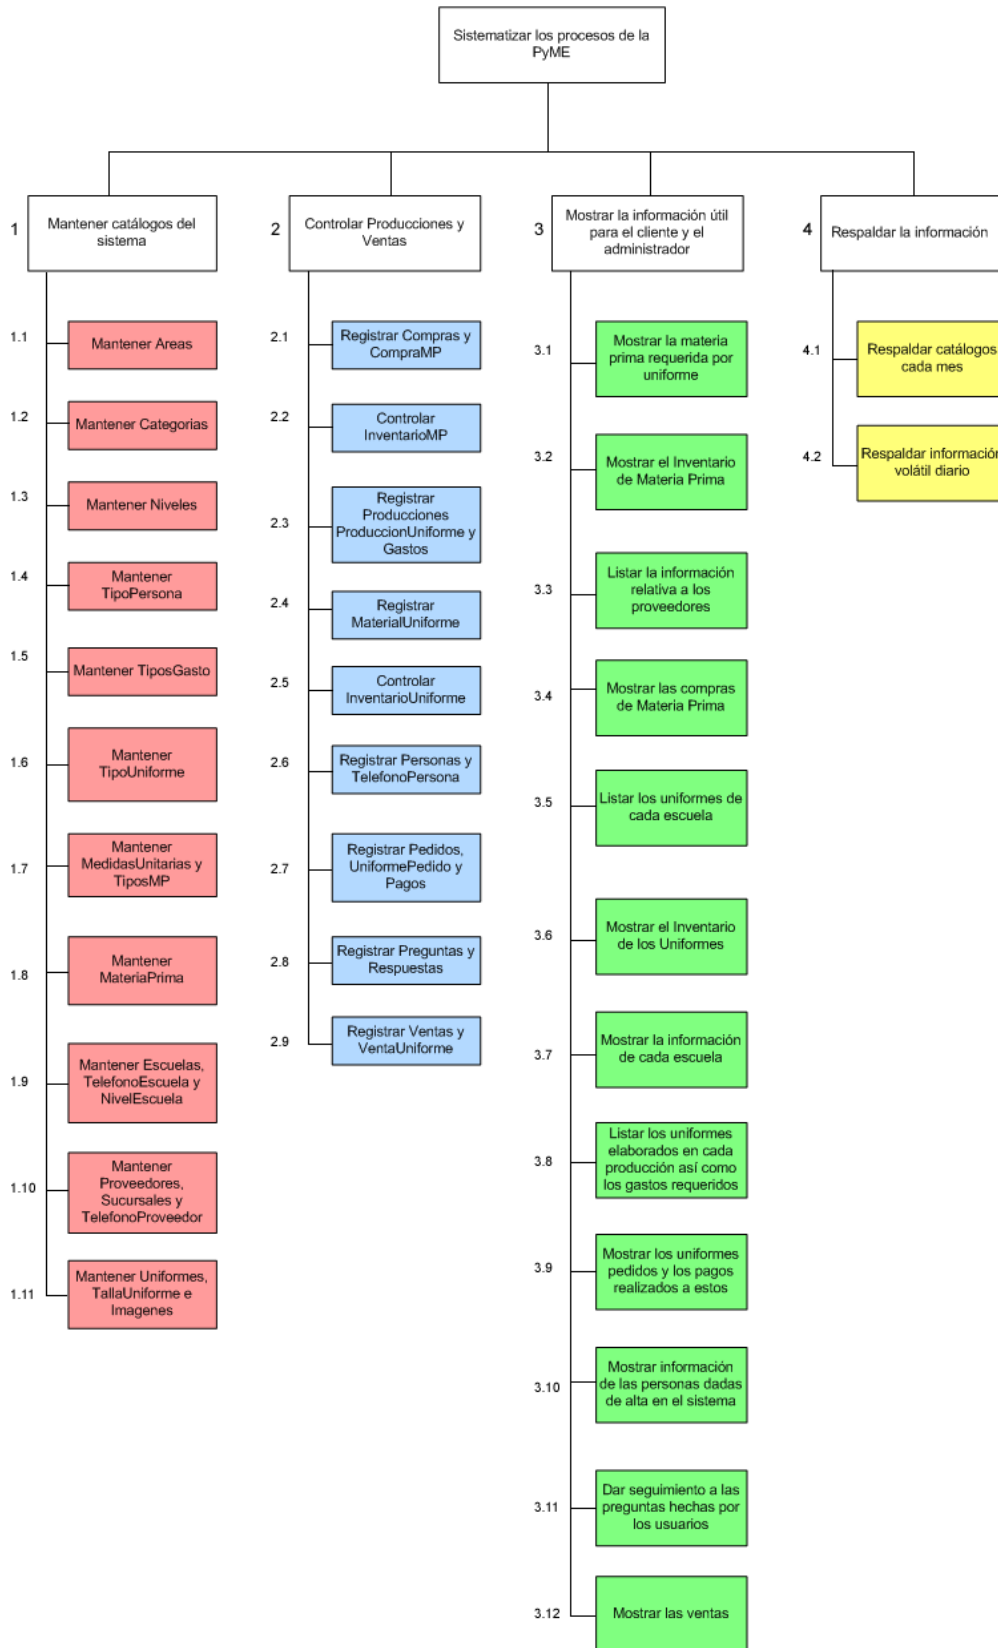 Sistematizar los procesos de la
PyME
1
Mantener catálogos del
sistema
2
Controlar Producciones y
Ventas
3
Mostrar la información útil
para el cliente y el
administrador
4
Respaldar la información
1.1
Mantener Areas
1.2
Mantener Categorias
1.3
Mantener Niveles
1.4
Mantener
TipoPersona
1.5
Mantener TiposGasto
1.6
Mantener
TipoUniforme
1.7
Mantener
MedidasUnitarias y
TiposMP
1.8
Mantener
MateriaPrima
1.9
Mantener Escuelas,
TelefonoEscuela y
NivelEscuela
1.10
Mantener
Proveedores,
Sucursales y
TelefonoProveedor
1.11
Mantener Uniformes,
TallaUniforme e
Imagenes
2.1
Registrar Compras y
CompraMP
2.2
Controlar
InventarioMP
2.3
Registrar
Producciones
ProduccionUniforme y
Gastos
2.4
Registrar
MaterialUniforme
2.5
Controlar
InventarioUniforme
2.6
Registrar Personas y
TelefonoPersona
2.7
Registrar Pedidos,
UniformePedido y
Pagos
2.8
Registrar Preguntas y
Respuestas
2.9
Registrar Ventas y
VentaUniforme
3.1
Mostrar la materia
prima requerida por
uniforme
3.2
Mostrar el Inventario
de Materia Prima
3.3
Listar la información
relativa a los
proveedores
3.4
Mostrar las compras
de Materia Prima
3.5
Listar los uniformes de
cada escuela
3.6
Mostrar el Inventario
de los Uniformes
3.7
Mostrar la información
de cada escuela
3.8
Listar los uniformes
elaborados en cada
producción así como
los gastos requeridos
3.9
Mostrar los uniformes
pedidos y los pagos
realizados a estos
3.10
Mostrar información
de las personas dadas
de alta en el sistema
3.11
Dar seguimiento a las
preguntas hechas por
los usuarios
3.12
Mostrar las ventas
4.1
Respaldar catálogos
cada mes
4.2
Respaldar información
volátil diario